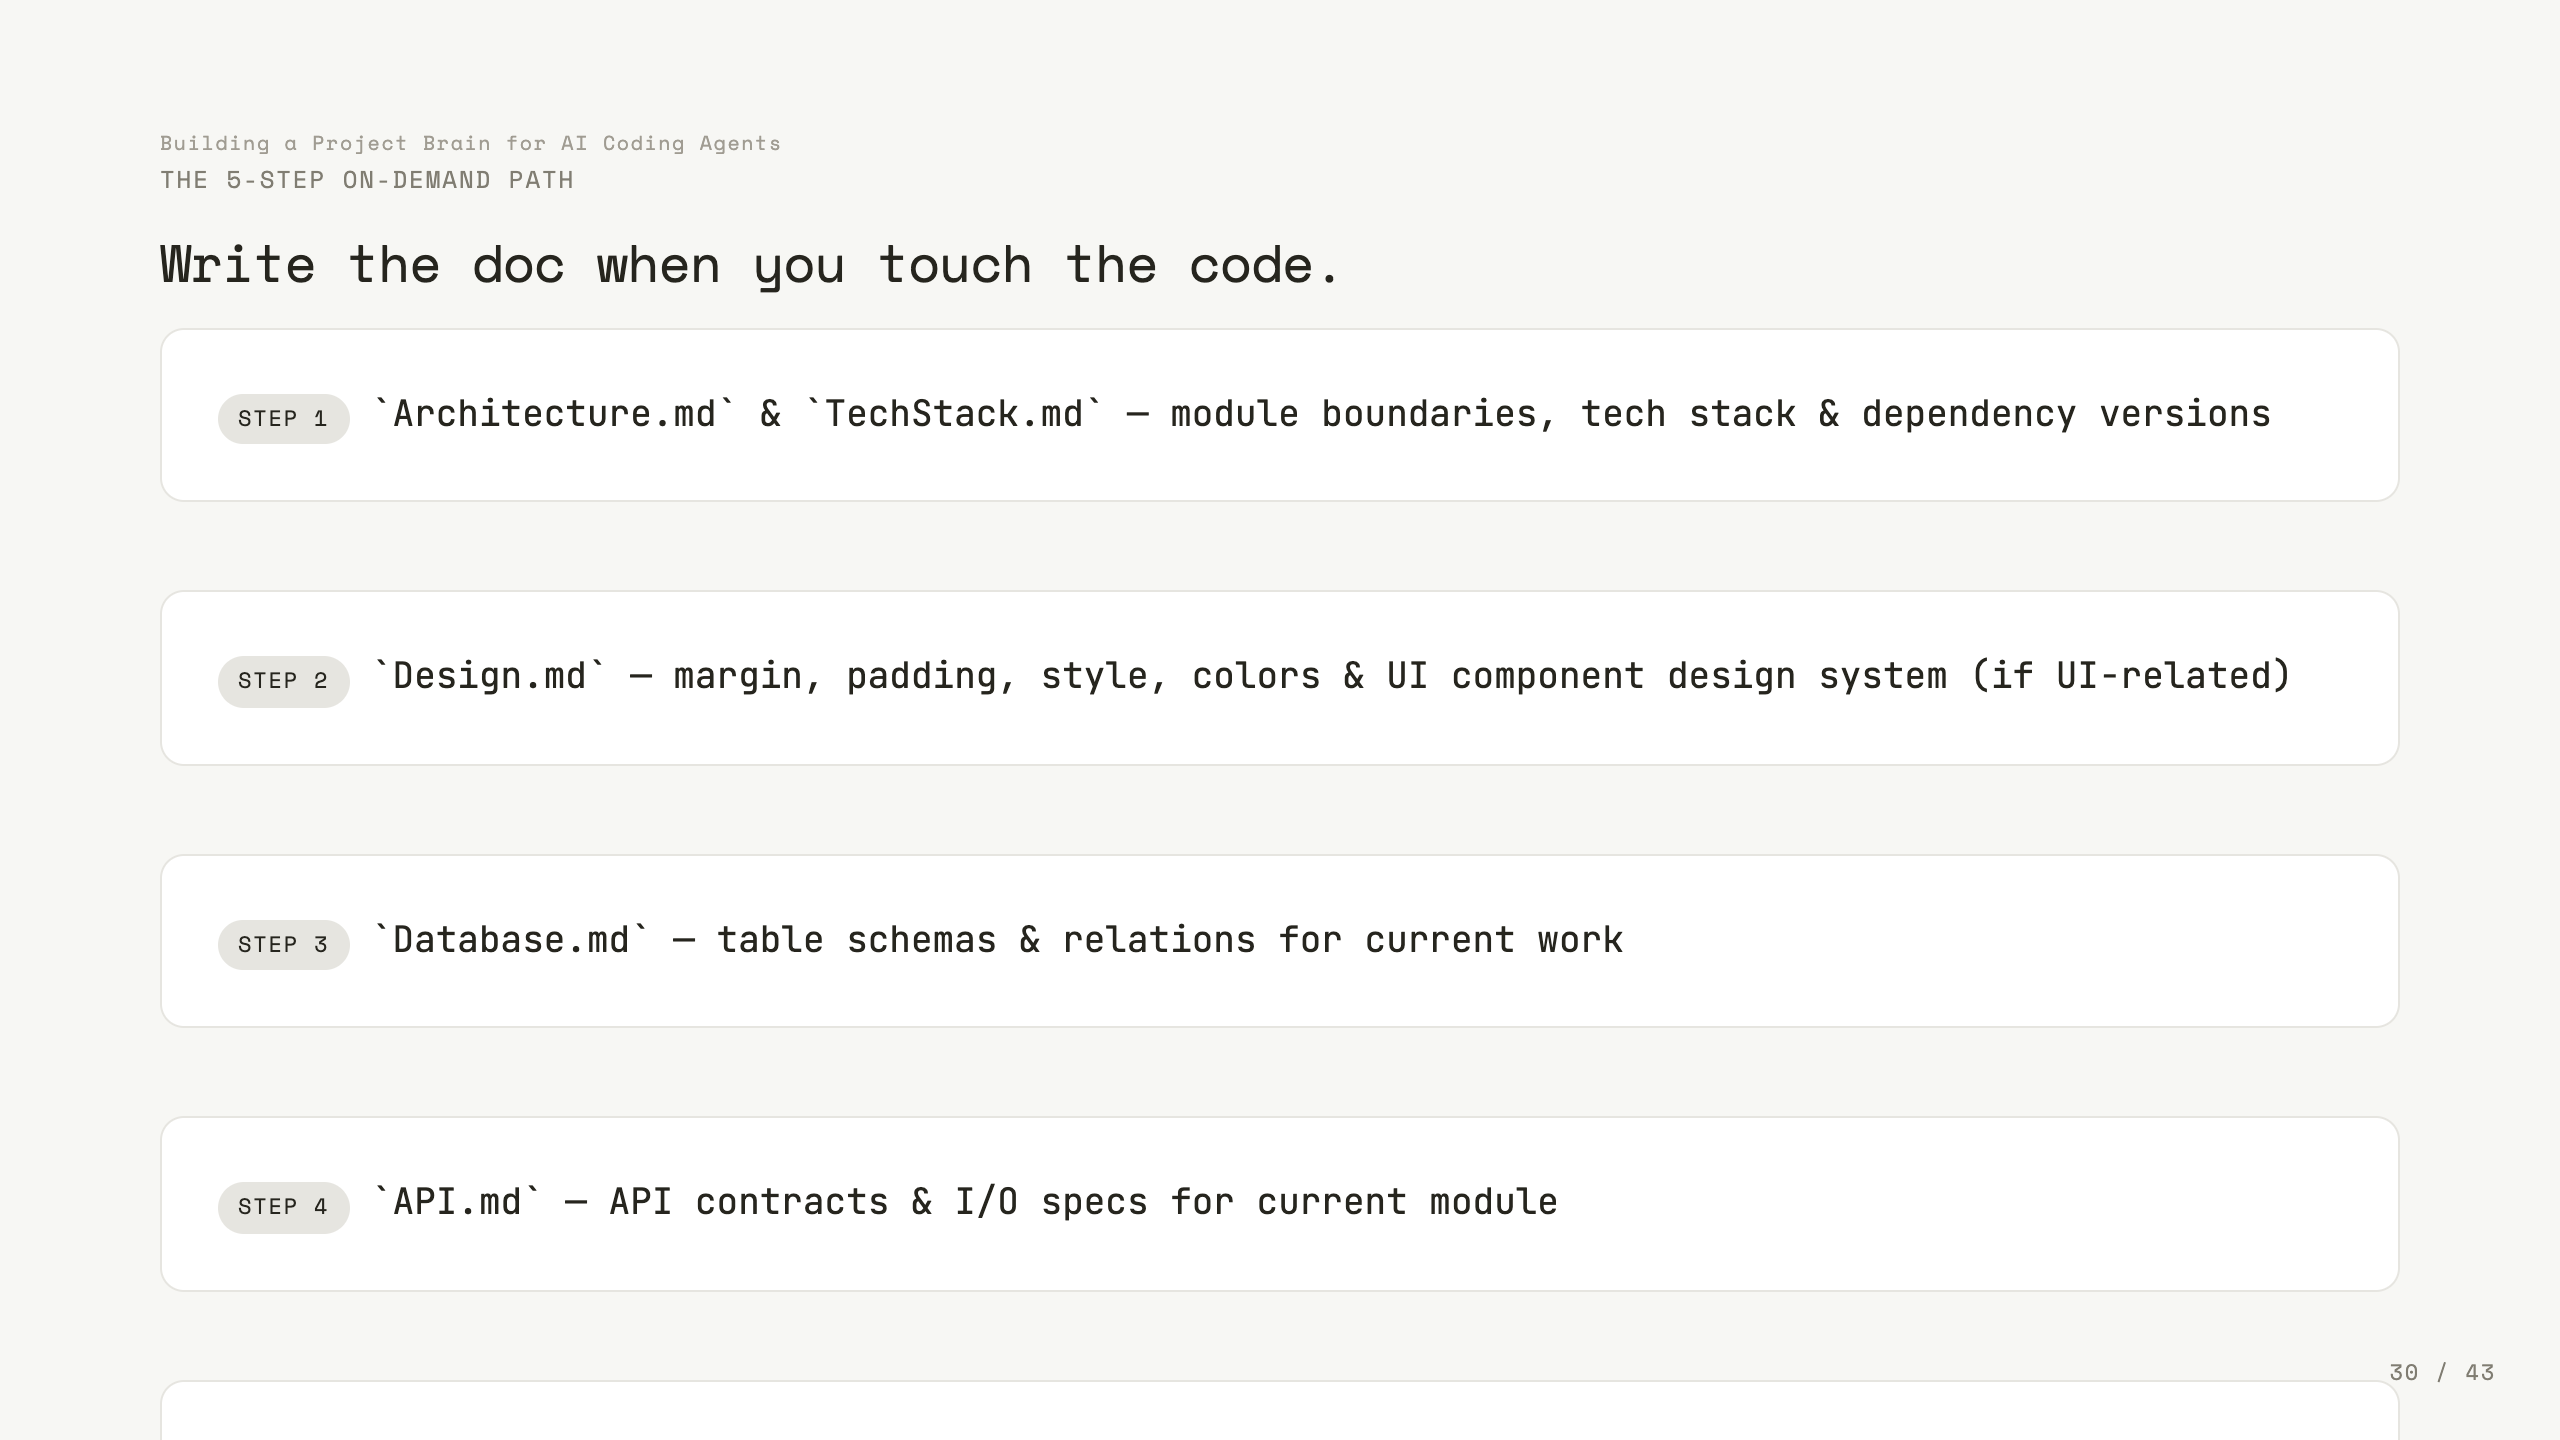 Building a Project Brain for AI Coding Agents
THE 5-STEP ON-DEMAND PATH
Write the doc when you touch the code.
STEP 1 `Architecture.md` & `TechStack.md` — module boundaries, tech stack & dependency versions
STEP 2 `Design.md` — margin, padding, style, colors & UI component design system (if UI-related)
STEP 3 `Database.md` — table schemas & relations for current work
STEP 4 `API.md` — API contracts & I/O specs for current module
30 / 43